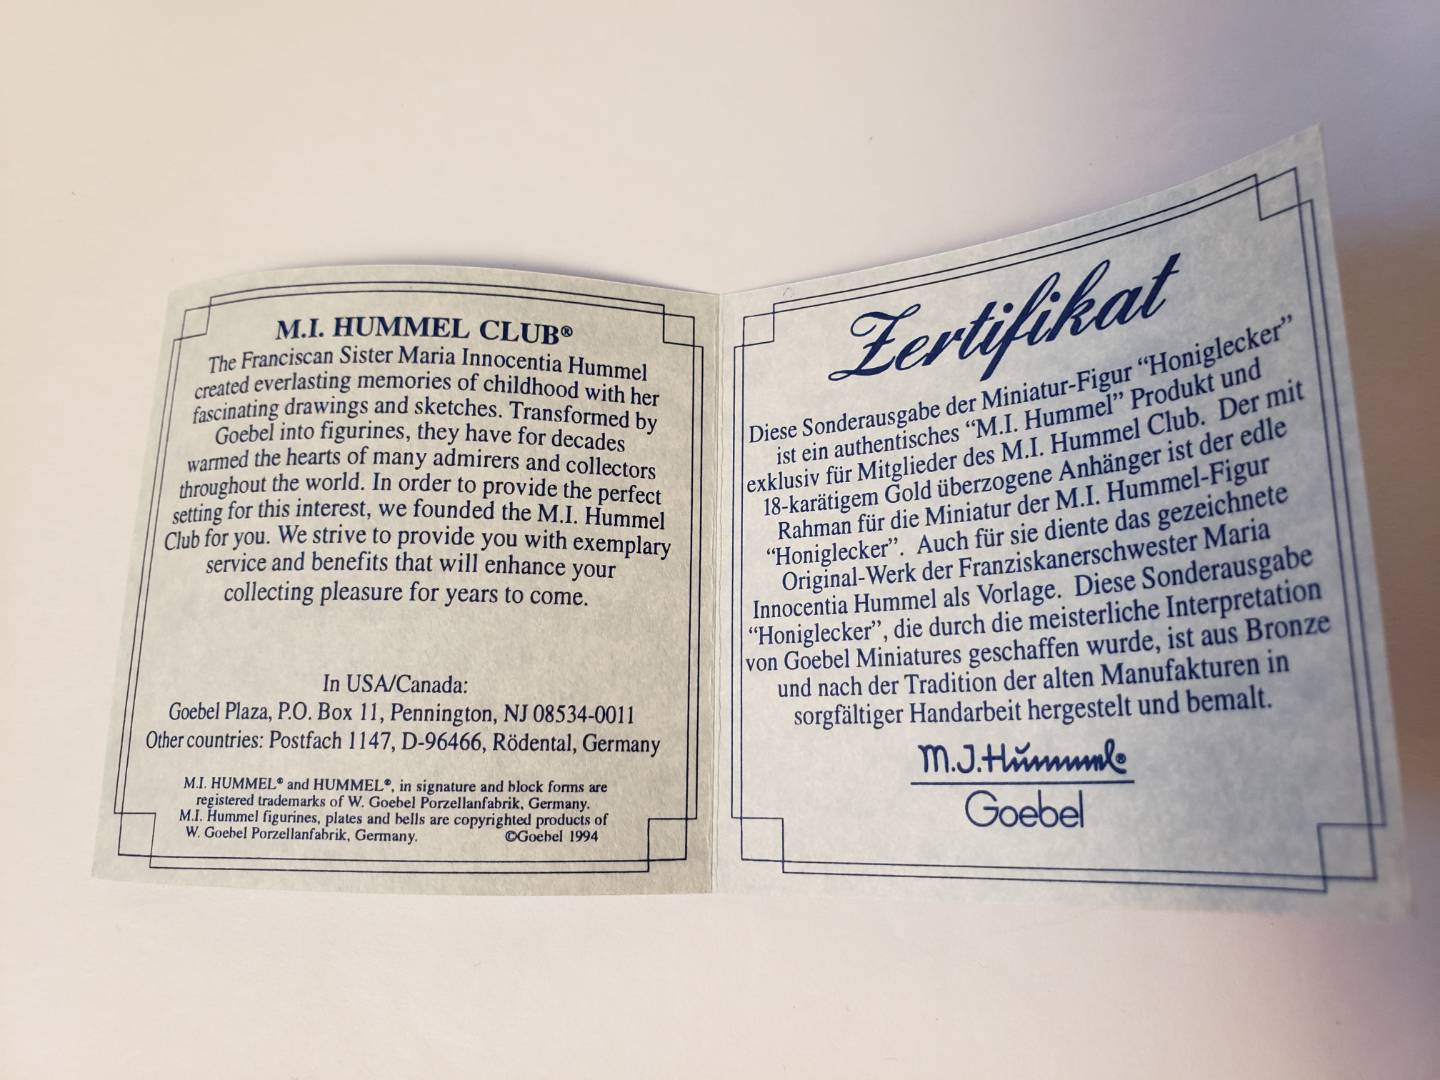 M.I. HUMMEL CLUB®
The Franciscan Sister Maria Innocentia Hummel
created everlasting memories of childhood with her
fascinating drawings and sketches. Transformed by
Goebel into figurines, they have for decades
warmed the hearts of many admirers and collectors
throughout the world. In order to provide the perfect
setting for this interest, we founded the M.I. Hummel
Club for you. We strive to provide you with exemplary
service and benefits that will enhance your
collecting pleasure for years to come.
In USA/Canada:
Goebel Plaza, P.O. Box 11, Pennington, NJ 08534-0011
Other countries: Postfach 1147, D-96466, Rödental, Germany
M.I. HUMMEL® and HUMMEL®, in signature and block forms are
registered trademarks of W. Goebel Porzellanfabrik, Germany.
M.I. Hummel figurines, plates and bells are copyrighted products of
W. Goebel Porzellanfabrik, Germany. ©Goebel 1994
Zertifikat
Diese Sonderausgabe der Miniatur-Figur “Honiglecker”
ist ein authentisches “M.I. Hummel” Produkt und
exklusiv für Mitglieder des M.I. Hummel Club. Der mit
18-karätigem Gold überzogene Anhänger ist der edle
Rahman für die Miniatur der M.I. Hummel-Figur
“Honiglecker”. Auch für sie diente das gezeichnete
Original-Werk der Franziskanerschwester Maria
Innocentia Hummel als Vorlage. Diese Sonderausgabe
“Honiglecker”, die durch die meisterliche Interpretation
von Goebel Miniatures geschaffen wurde, ist aus Bronze
und nach der Tradition der alten Manufakturen in
sorgfältiger Handarbeit hergestellt und bemalt.
M.J.Hummel®
Goebel